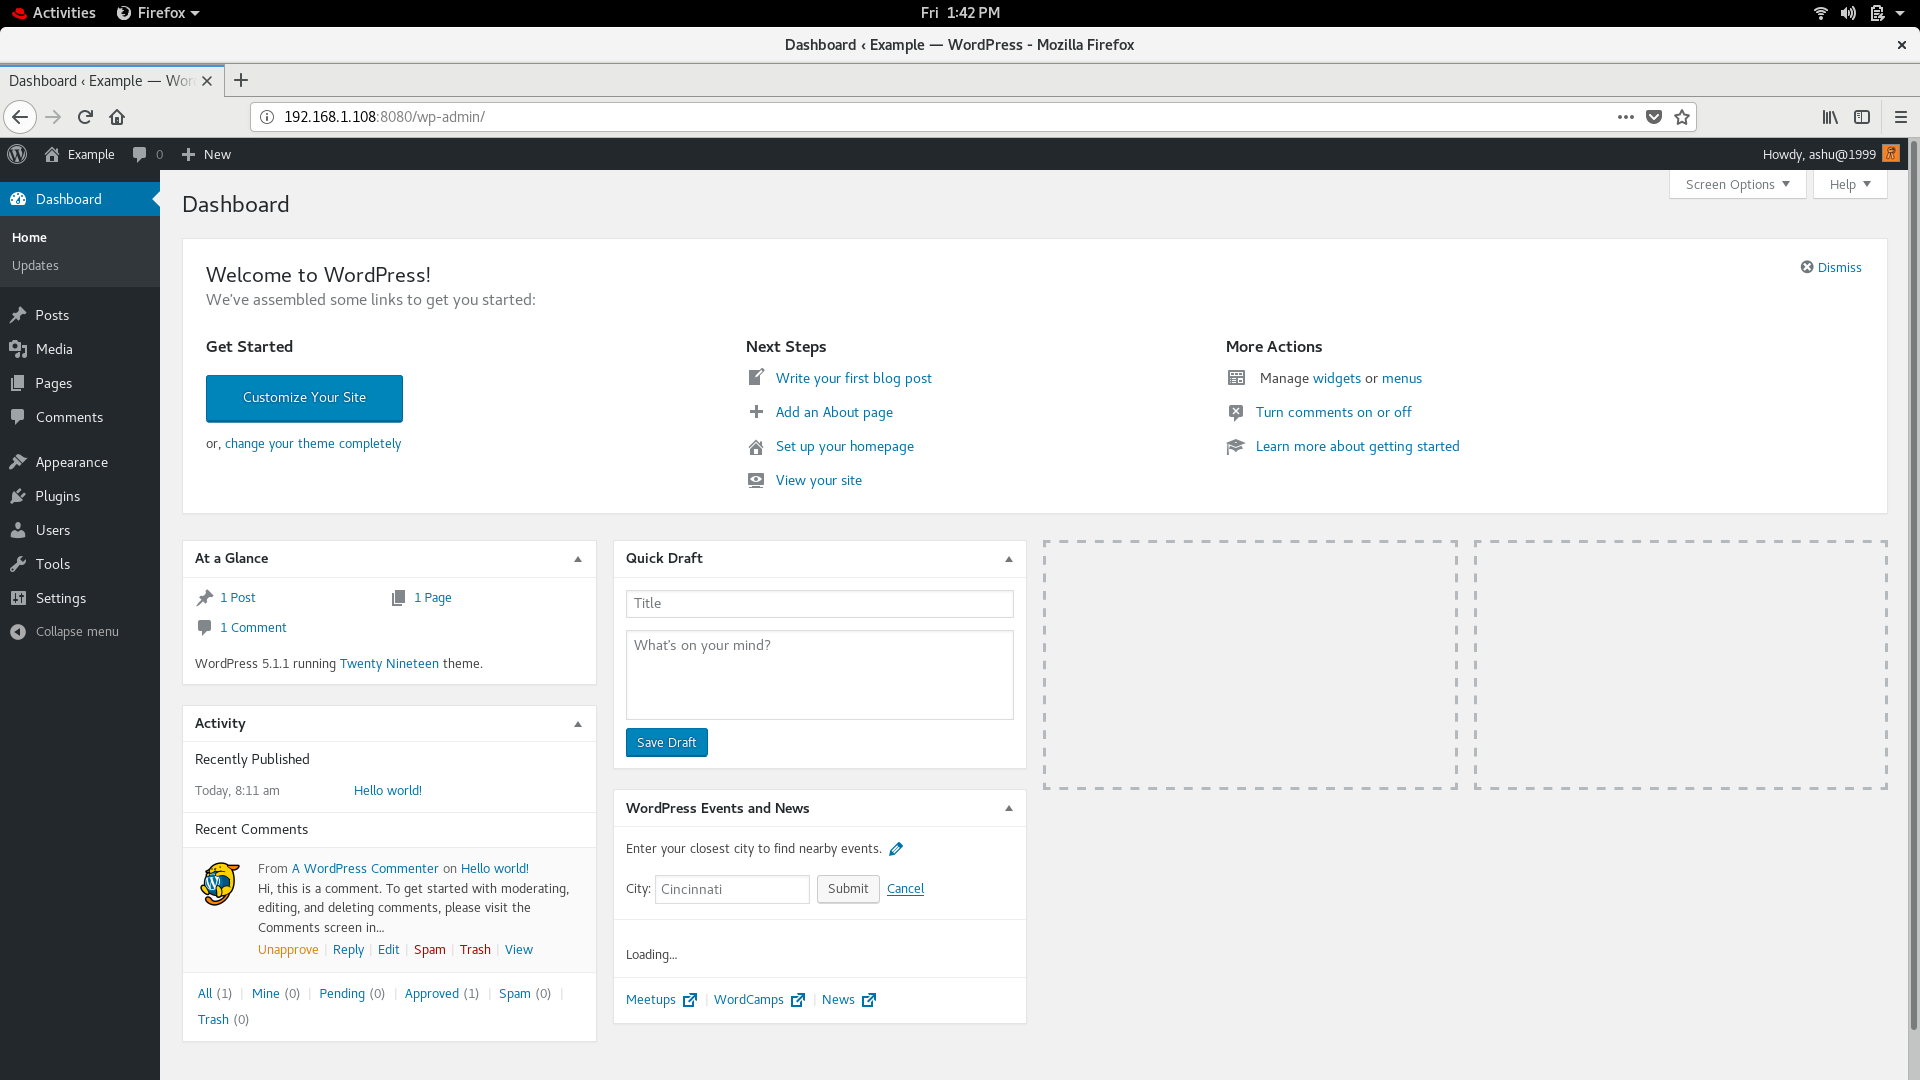 Activities Firefox Fri 1:42 PM
Dashboard ‹ Example — WordPress - Mozilla Firefox
Dashboard ‹ Example — Wor
192.168.1.108:8080/wp-admin/
Example 0 New Howdy, ashu@1999
Screen Options Help
Dashboard
Home
Updates
Posts
Media
Pages
Comments
Appearance
Plugins
Users
Tools
Settings
Collapse menu
Dashboard
Welcome to WordPress!
Dismiss
We've assembled some links to get you started:
Get Started
Customize Your Site
or, change your theme completely
Next Steps
Write your first blog post
Add an About page
Set up your homepage
View your site
More Actions
Manage widgets or menus
Turn comments on or off
Learn more about getting started
At a Glance
1 Post 1 Page
1 Comment
WordPress 5.1.1 running Twenty Nineteen theme.
Activity
Recently Published
Today, 8:11 am Hello world!
Recent Comments
From A WordPress Commenter on Hello world!
Hi, this is a comment. To get started with moderating,
editing, and deleting comments, please visit the
Comments screen in…
Unapprove | Reply | Edit | Spam | Trash | View
All (1) | Mine (0) | Pending (0) | Approved (1) | Spam (0) |
Trash (0)
Quick Draft
Title
What's on your mind?
Save Draft
WordPress Events and News
Enter your closest city to find nearby events.
City: Cincinnati Submit Cancel
Loading…
Meetups | WordCamps | News